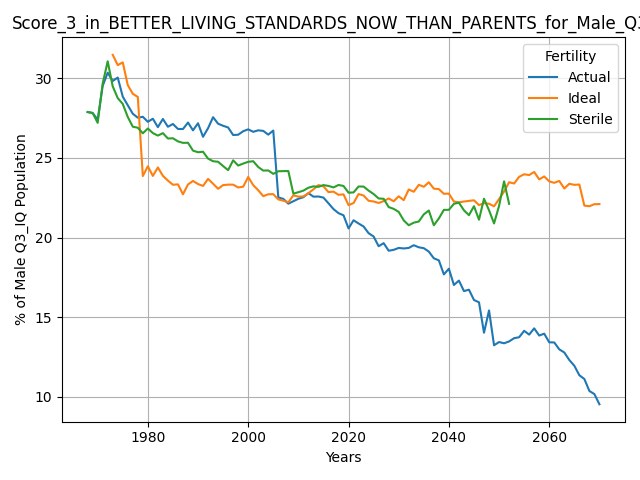 Score_3_in_BETTER_LIVING_STANDARDS_NOW_THAN_PARENTS_for_Male_Q3
Fertility
Actual
Ideal
Sterile
% of Male Q3_IQ Population
30
25
20
15
10
1980 2000 2020 2040 2060
Years